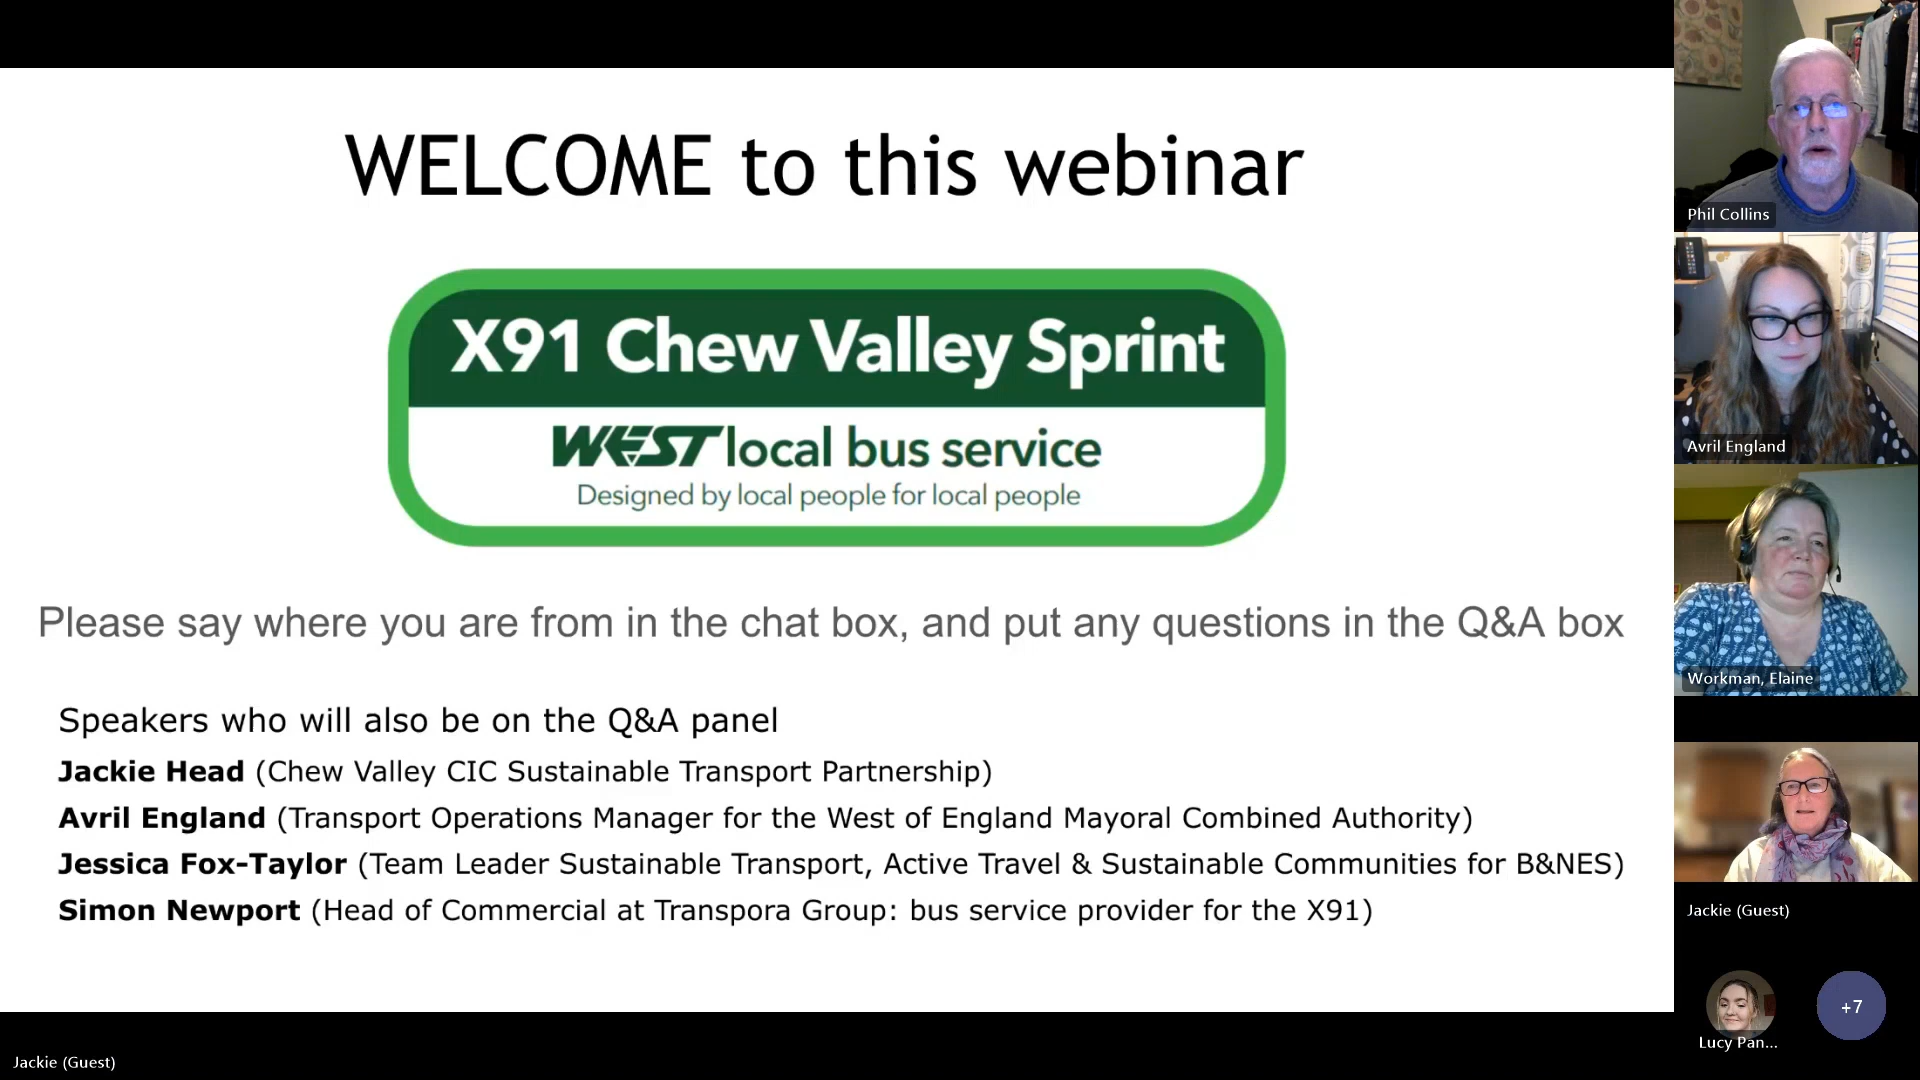 WELCOME to this webinar
X91 Chew Valley Sprint
WEST local bus service
Designed by local people for local people
Please say where you are from in the chat box, and put any questions in the Q&A box
Speakers who will also be on the Q&A panel
Jackie Head (Chew Valley CIC Sustainable Transport Partnership)
Avril England (Transport Operations Manager for the West of England Mayoral Combined Authority)
Jessica Fox-Taylor (Team Leader Sustainable Transport, Active Travel & Sustainable Communities for B&NES)
Simon Newport (Head of Commercial at Transpora Group: bus service provider for the X91)
Phil Collins
Avril England
Workman, Elaine
Jackie (Guest)
Lucy Pan...
+7
Jackie (Guest)